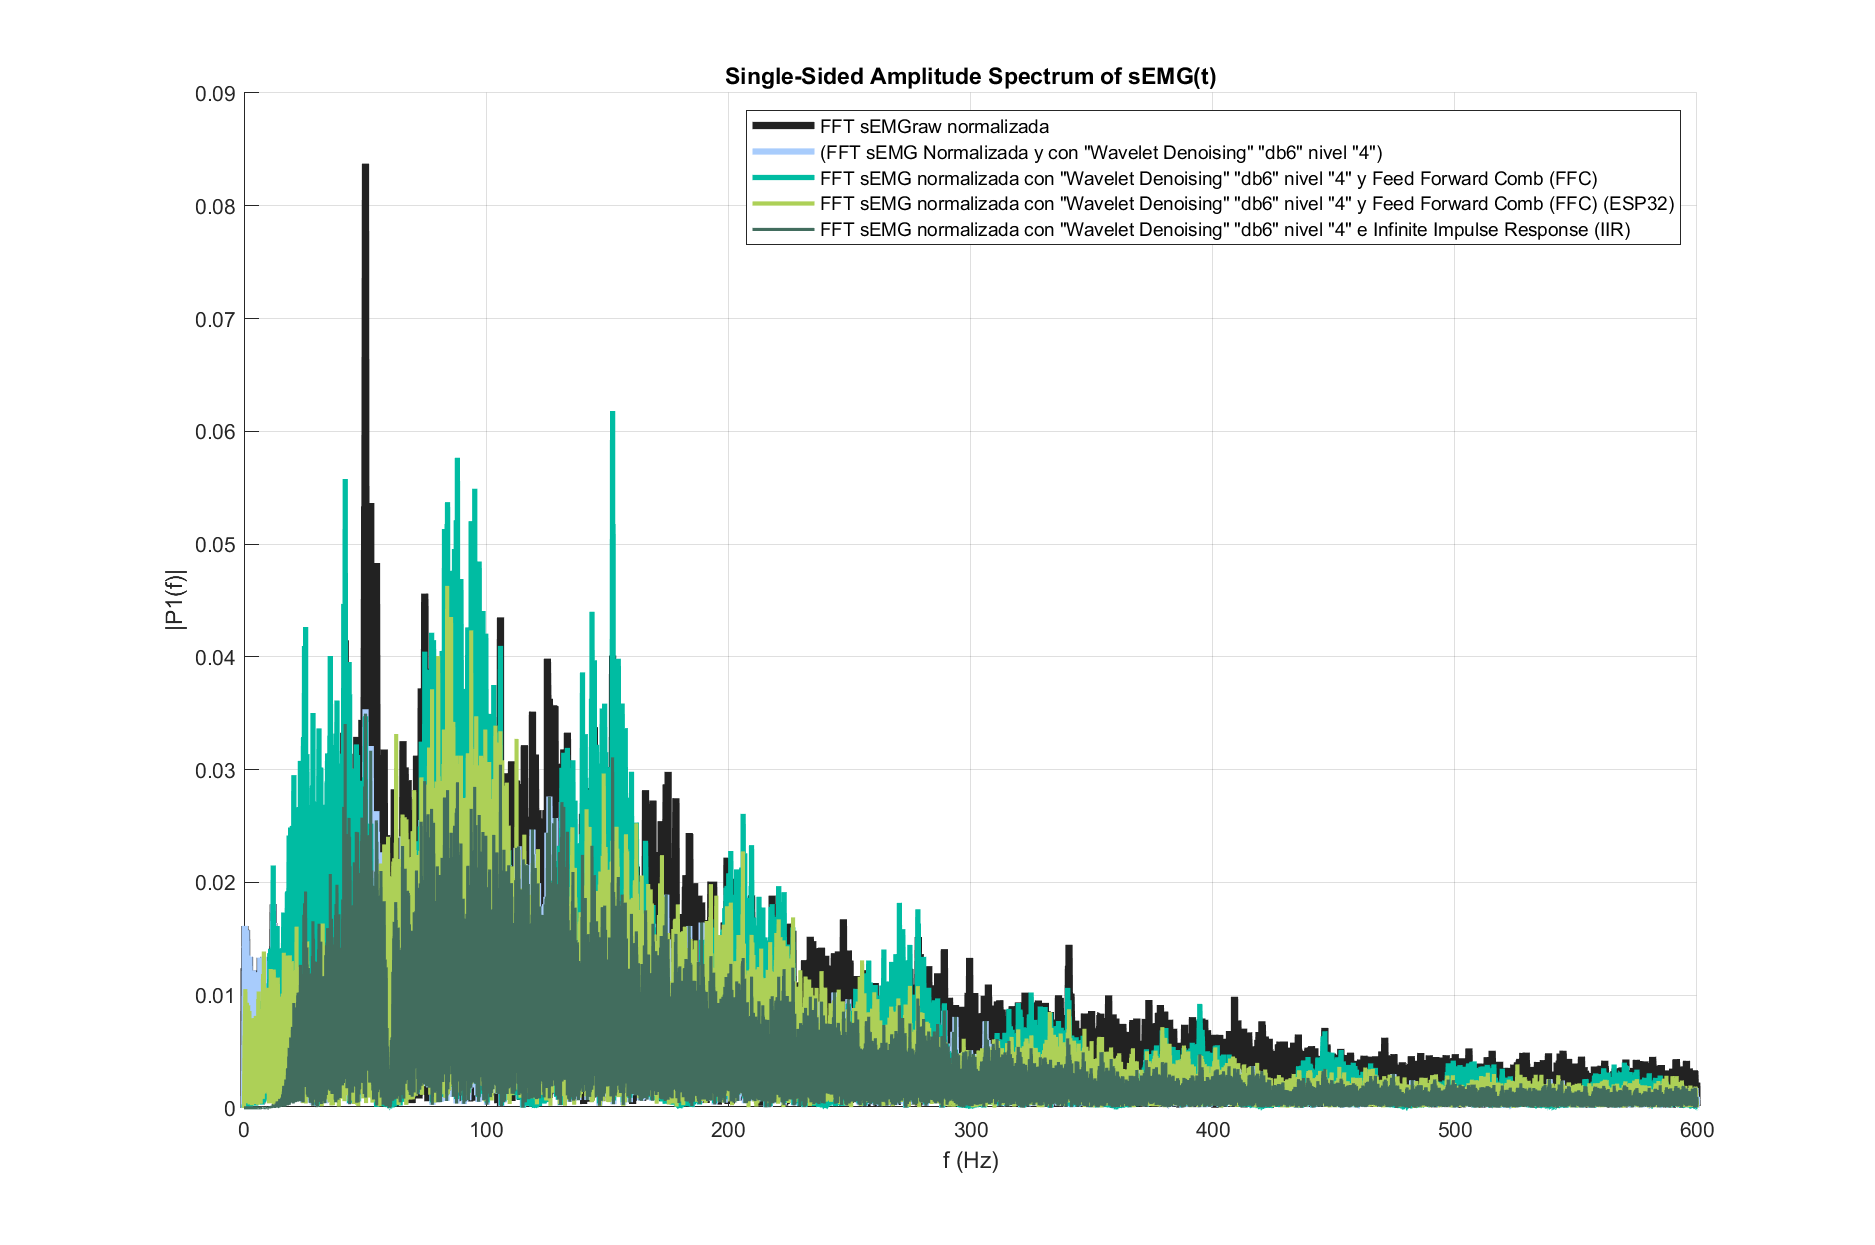 Single-Sided Amplitude Spectrum of sEMG(t)
FFT sEMGraw normalizada
(FFT sEMG Normalizada y con "Wavelet Denoising" "db6" nivel "4")
FFT sEMG normalizada con "Wavelet Denoising" "db6" nivel "4" y Feed Forward Comb (FFC)
FFT sEMG normalizada con "Wavelet Denoising" "db6" nivel "4" y Feed Forward Comb (FFC) (ESP32)
FFT sEMG normalizada con "Wavelet Denoising" "db6" nivel "4" e Infinite Impulse Response (IIR)
0.09
0.08
0.07
0.06
0.05
0.04
0.03
0.02
0.01
0
|P1(f)|
0 100 200 300 400 500 600
f (Hz)